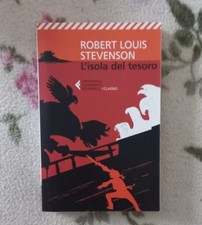 ROBERT LOUIS
STEVENSON
L'isola del tesoro
FELTRINELLI